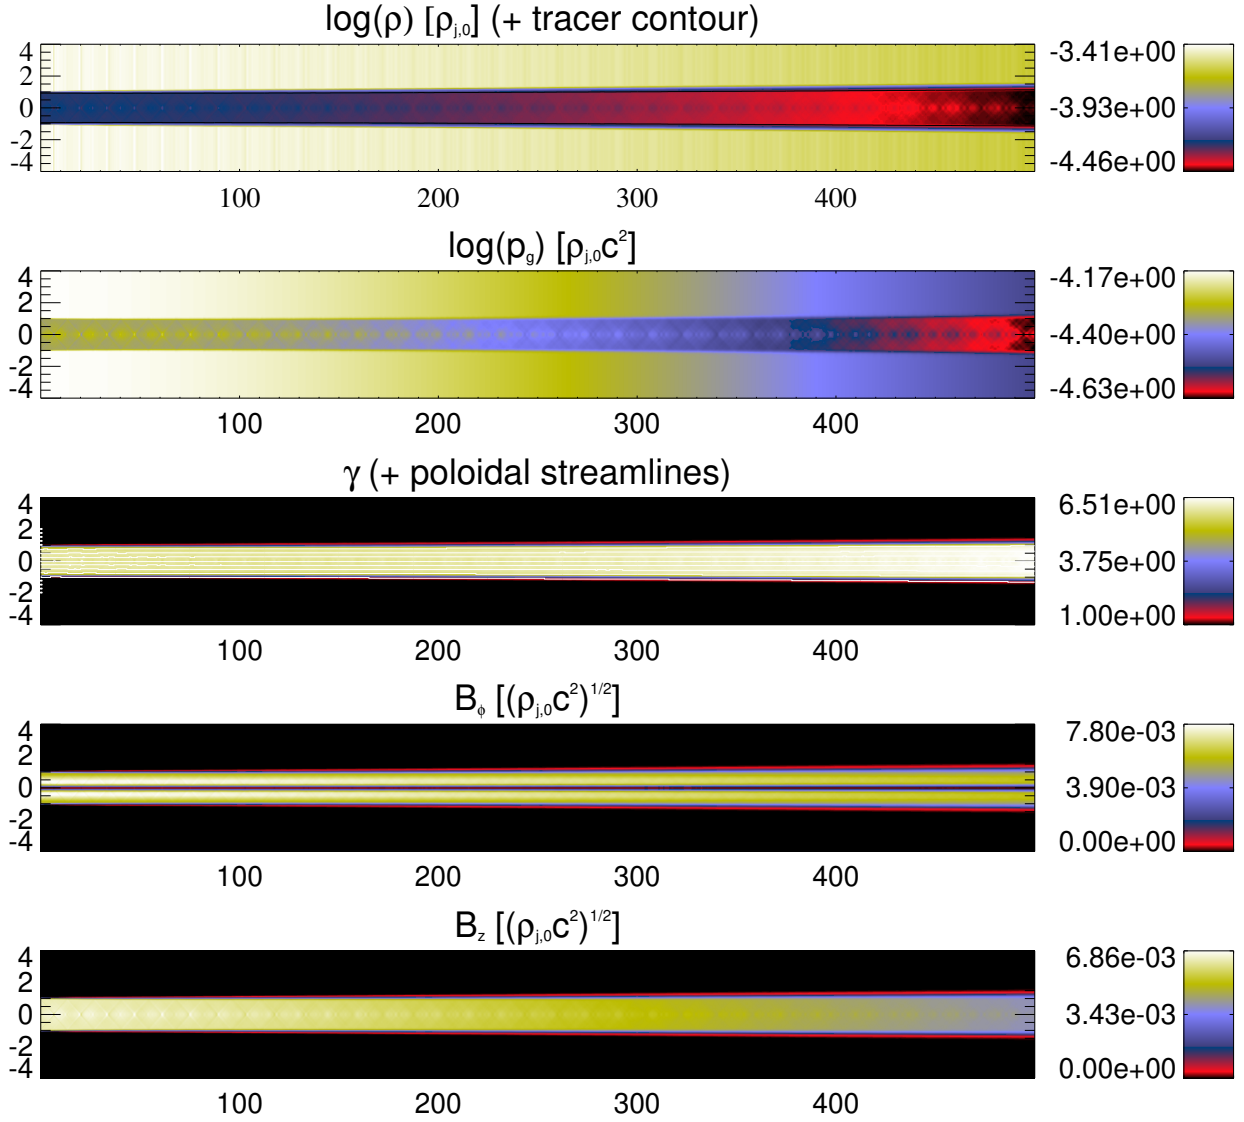 log(ρ) [ρj,0] (+ tracer contour)
4 2 0 -2 -4
-3.41e+00
-3.93e+00
-4.46e+00
100 200 300 400
log(pg) [ρj,0c²]
4 2 0 -2 -4
-4.17e+00
-4.40e+00
-4.63e+00
100 200 300 400
γ (+ poloidal streamlines)
4 2 0 -2 -4
6.51e+00
3.75e+00
1.00e+00
100 200 300 400
Bϕ [(ρj,0c²)1/2]
4 2 0 -2 -4
7.80e-03
3.90e-03
0.00e+00
100 200 300 400
Bz [(ρj,0c²)1/2]
4 2 0 -2 -4
6.86e-03
3.43e-03
0.00e+00
100 200 300 400